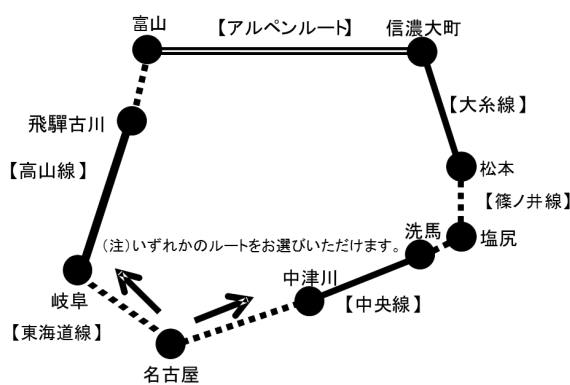 富山
【アルペンルート】
信濃大町
飛驒古川
【大糸線】
【高山線】
松本
【篠ノ井線】
洗馬
塩尻
(注)いずれかのルートをお選びいただけます。
中津川
岐阜
【中央線】
【東海道線】
名古屋